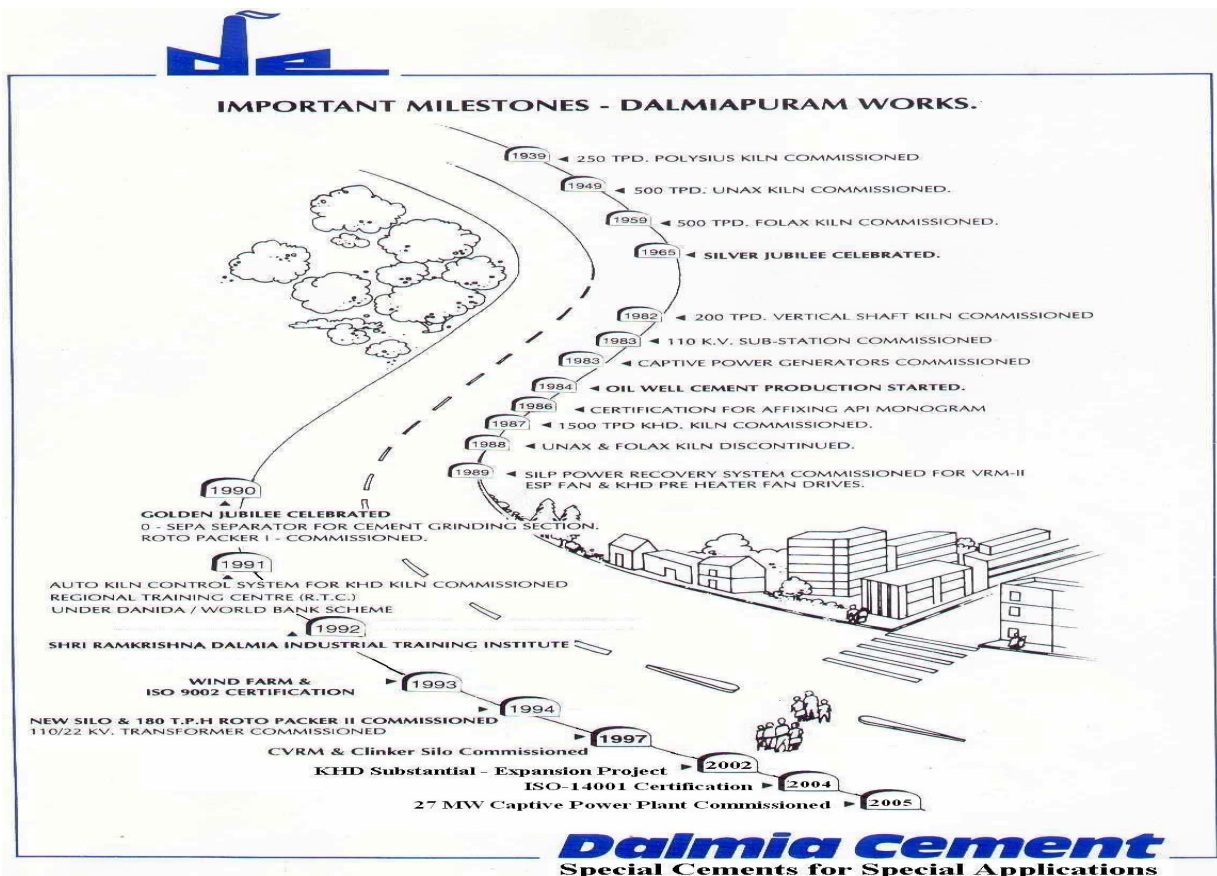 IMPORTANT MILESTONES - DALMIAPURAM WORKS.
1939 250 TPD. POLYSIUS KILN COMMISSIONED
1949 500 TPD. UNAX KILN COMMISSIONED.
1959 500 TPD. FOLAX KILN COMMISSIONED.
1965 SILVER JUBILEE CELEBRATED.
1982 200 TPD. VERTICAL SHAFT KILN COMMISSIONED
1983 110 K.V. SUB-STATION COMMISSIONED
1983 CAPTIVE POWER GENERATORS COMMISSIONED
1984 OIL WELL CEMENT PRODUCTION STARTED.
1986 CERTIFICATION FOR AFFIXING API MONOGRAM
1987 1500 TPD KHD. KILN COMMISSIONED.
1988 UNAX & FOLAX KILN DISCONTINUED.
1989 SILP POWER RECOVERY SYSTEM COMMISSIONED FOR VRM-II
ESP FAN & KHD PRE HEATER FAN DRIVES.
1990
GOLDEN JUBILEE CELEBRATED
0 - SEPA SEPARATOR FOR CEMENT GRINDING SECTION.
ROTO PACKER I - COMMISSIONED.
1991
AUTO KILN CONTROL SYSTEM FOR KHD KILN COMMISSIONED
REGIONAL TRAINING CENTRE (R.T.C.)
UNDER DANIDA / WORLD BANK SCHEME
1992
SHRI RAMKRISHNA DALMIA INDUSTRIAL TRAINING INSTITUTE
WIND FARM & 1993
ISO 9002 CERTIFICATION
1994
NEW SILO & 180 T.P.H ROTO PACKER II COMMISSIONED
110/22 KV. TRANSFORMER COMMISSIONED
1997
CVRM & Clinker Silo Commissioned
KHD Substantial - Expansion Project 2002
ISO-14001 Certification 2004
27 MW Captive Power Plant Commissioned 2005
Dalmia Cement
Special Cements for Special Applications